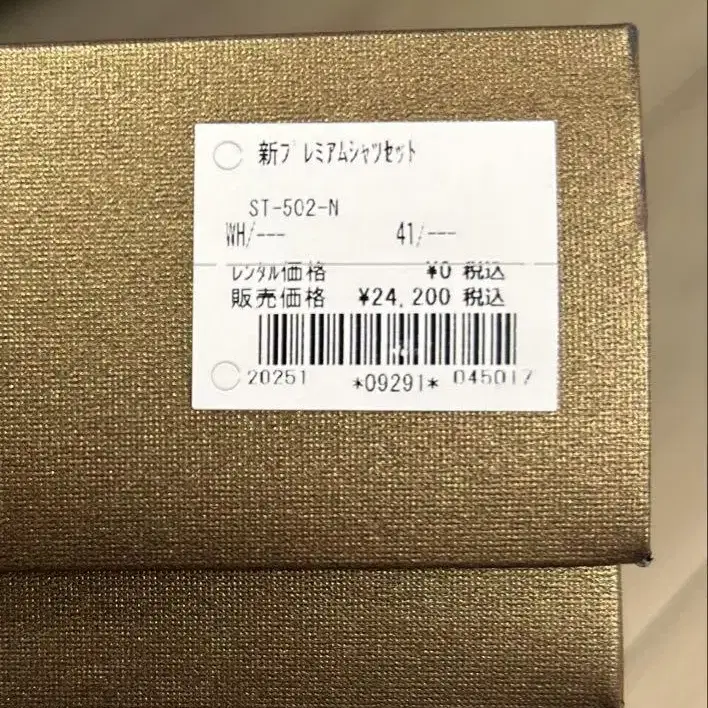 新ﾌﾟﾚﾐｱﾑｼｬﾂｾｯﾄ
ST-502-N
WH/--- 41/---
ﾚﾝﾀﾙ価格 ¥0 税込
販売価格 ¥24,200 税込
20251 *09291* 045017